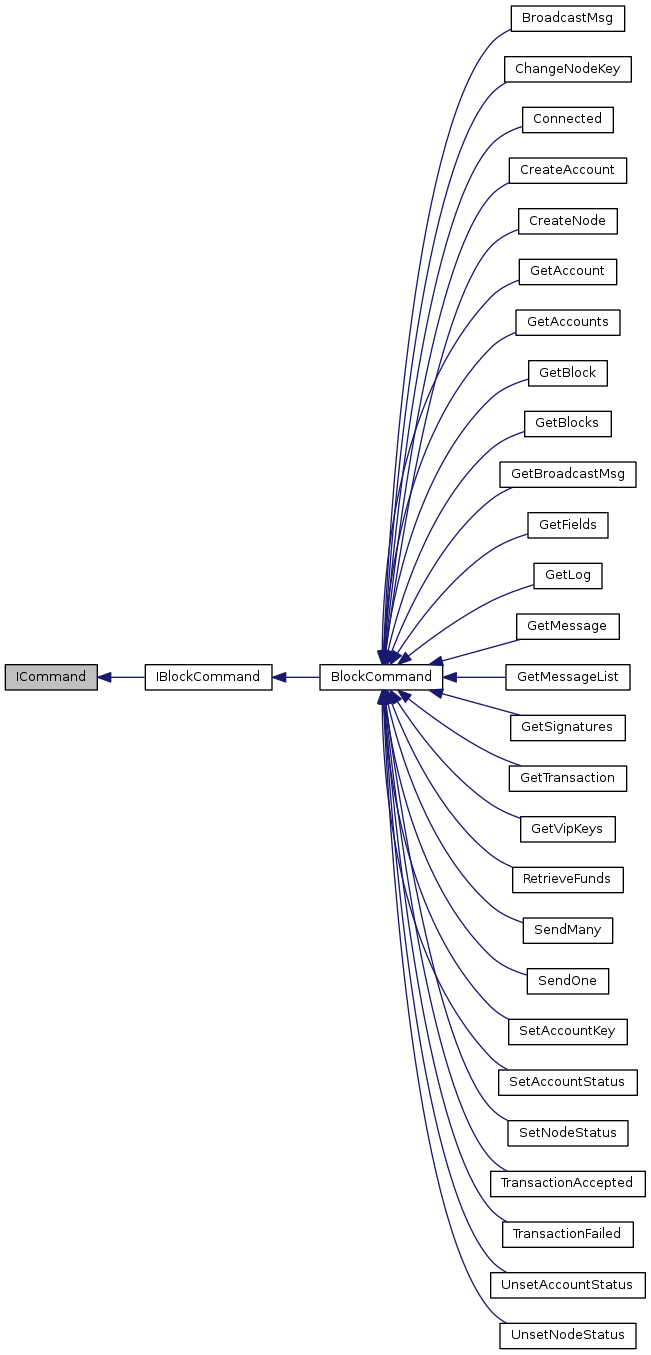 BroadcastMsg
ChangeNodeKey
Connected
CreateAccount
CreateNode
GetAccount
GetAccounts
GetBlock
GetBlocks
GetBroadcastMsg
GetFields
GetLog
GetMessage
ICommand IBlockCommand BlockCommand GetMessageList
GetSignatures
GetTransaction
GetVipKeys
RetrieveFunds
SendMany
SendOne
SetAccountKey
SetAccountStatus
SetNodeStatus
TransactionAccepted
TransactionFailed
UnsetAccountStatus
UnsetNodeStatus